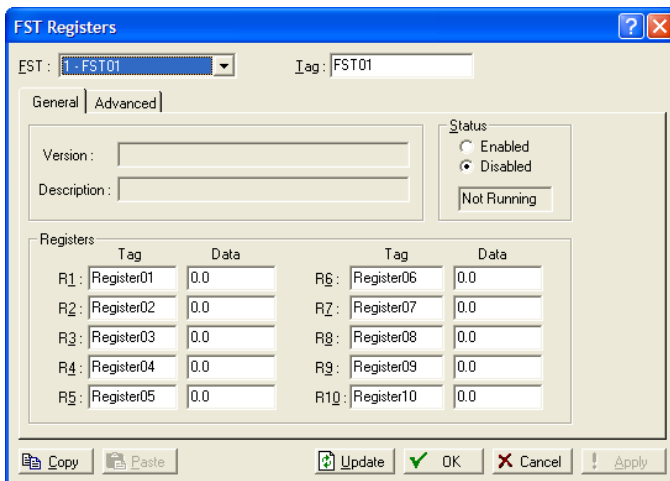 FST Registers
FST : 1 - FST01 Tag : FST01
General Advanced
Status
Version :
Enabled
Disabled
Description :
Not Running
Registers
Tag Data Tag Data
R1 : Register01 0.0 R6 : Register06 0.0
R2 : Register02 0.0 R7 : Register07 0.0
R3 : Register03 0.0 R8 : Register08 0.0
R4 : Register04 0.0 R9 : Register09 0.0
R5 : Register05 0.0 R10 : Register10 0.0
Copy Paste Update OK Cancel ! Apply